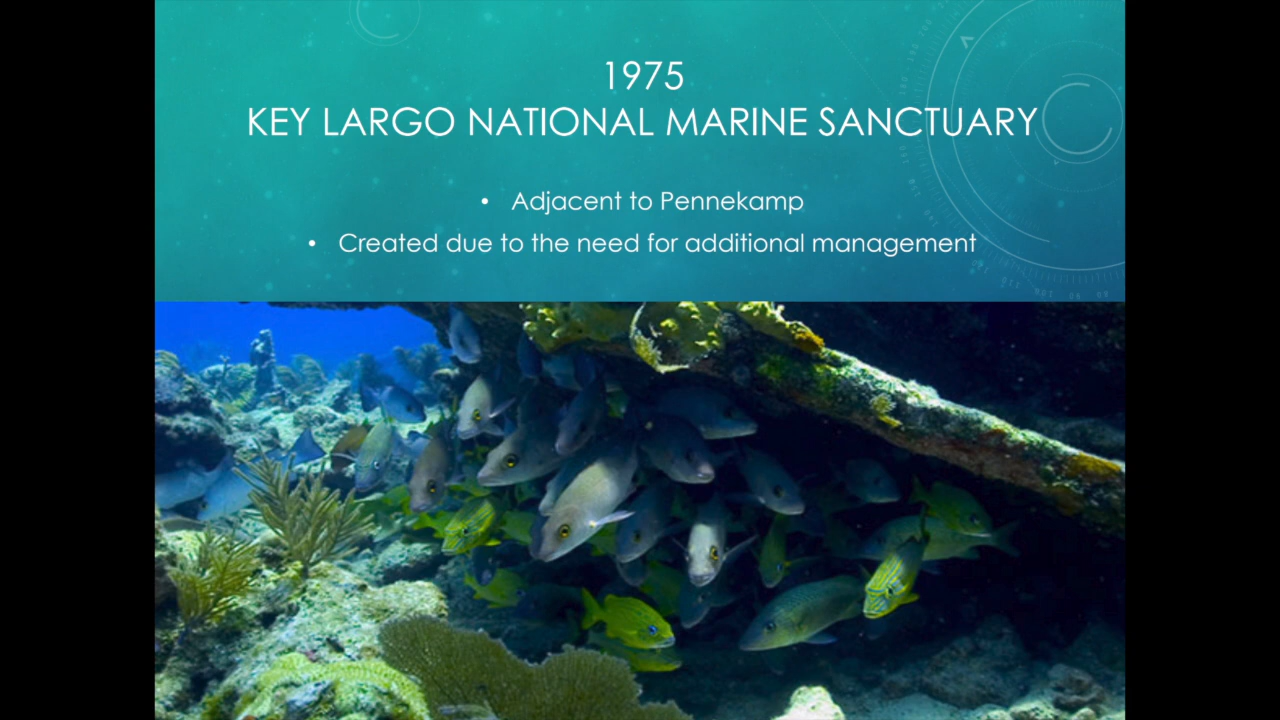 1975
KEY LARGO NATIONAL MARINE SANCTUARY
• Adjacent to Pennekamp
• Created due to the need for additional management